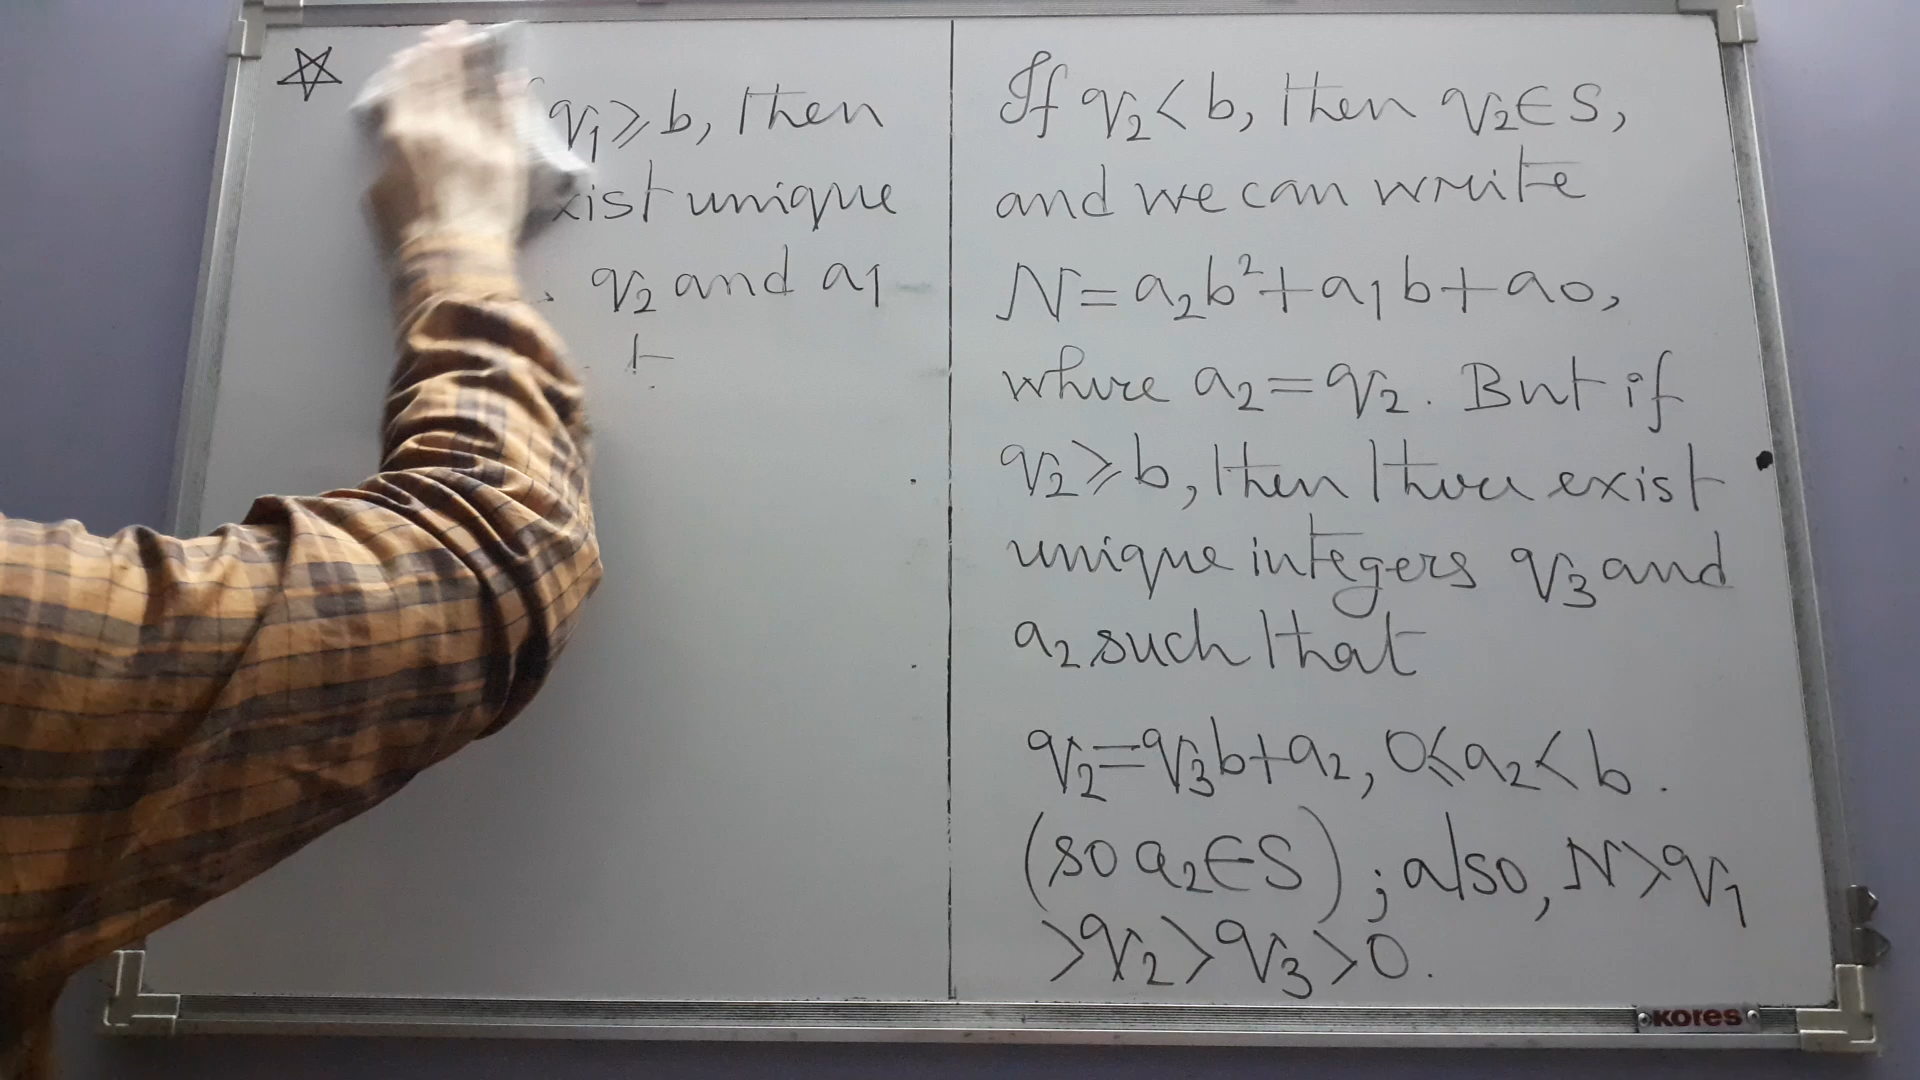 q₁⩾b, then
xist unique
q₂ and a₁
If q₂<b, then q₂∈S,
and we can write
N=a₂b²+a₁b+a₀,
where a₂=q₂. But if
q₂⩾b, then there exist
unique integers q₃ and
a₂ such that
q₂=q₃b+a₂, 0⩽a₂<b.
(so a₂∈S); also, N>q₁
>q₂>q₃>0.
kores